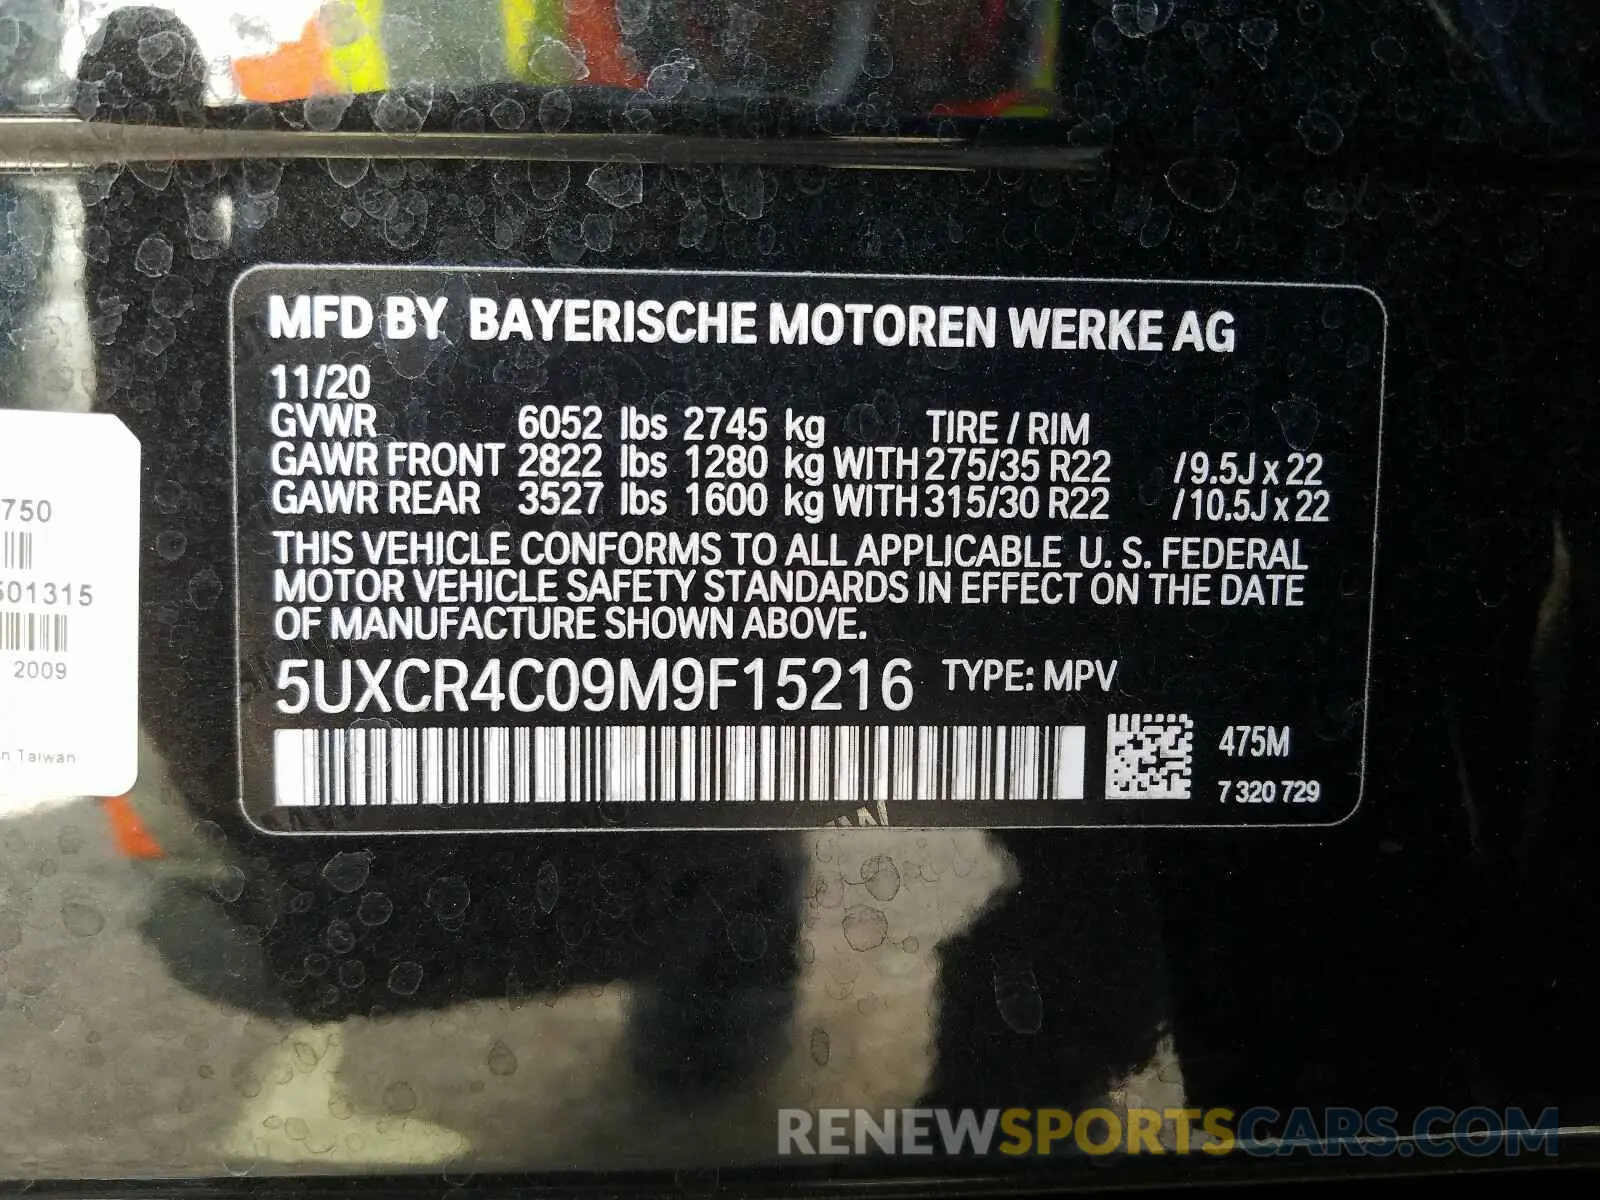 MFD BY BAYERISCHE MOTOREN WERKE AG
11/20
GVWR 6052 lbs 2745 kg TIRE / RIM
GAWR FRONT 2822 lbs 1280 kg WITH 275/35 R22 / 9.5J x 22
GAWR REAR 3527 lbs 1600 kg WITH 315/30 R22 / 10.5J x 22
THIS VEHICLE CONFORMS TO ALL APPLICABLE U. S. FEDERAL
MOTOR VEHICLE SAFETY STANDARDS IN EFFECT ON THE DATE
OF MANUFACTURE SHOWN ABOVE.
5UXCR4C09M9F15216 TYPE: MPV
475M
7 320 729
750
501315
2009
n Taiwan
RENEWSPORTSCARS.COM